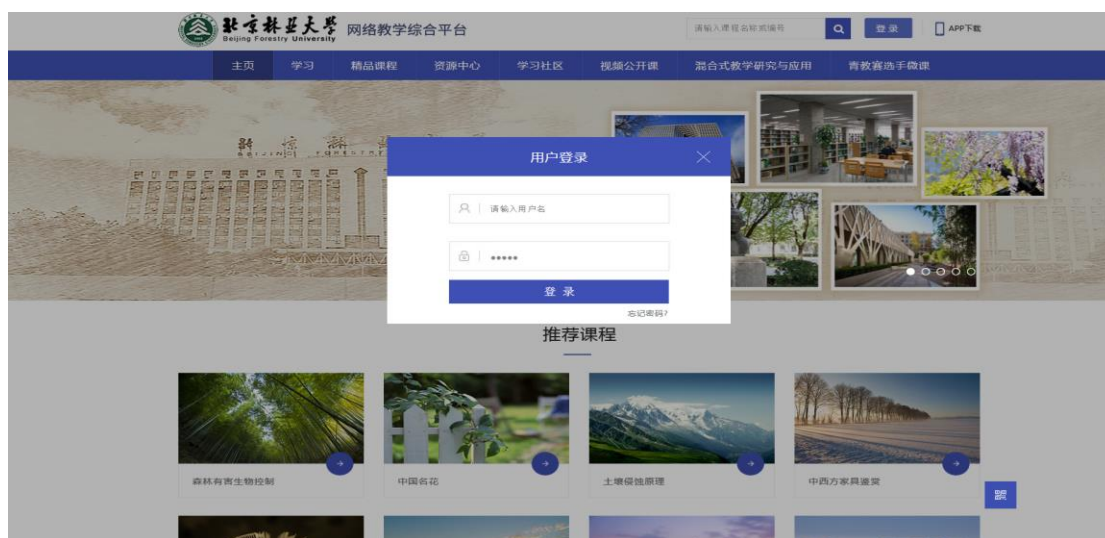 北京林业大学
Beijing Forestry University
网络教学综合平台
请输入课程名称或编号
登 录
APP下载
主页 学习 精品课程 资源中心 学习社区 视频公开课 混合式教学研究与应用 青教赛选手微课
用户登录
请输入用户名
•••••
登 录
忘记密码?
推荐课程
森林有害生物控制 中国名花 土壤侵蚀原理 中西方家具鉴赏